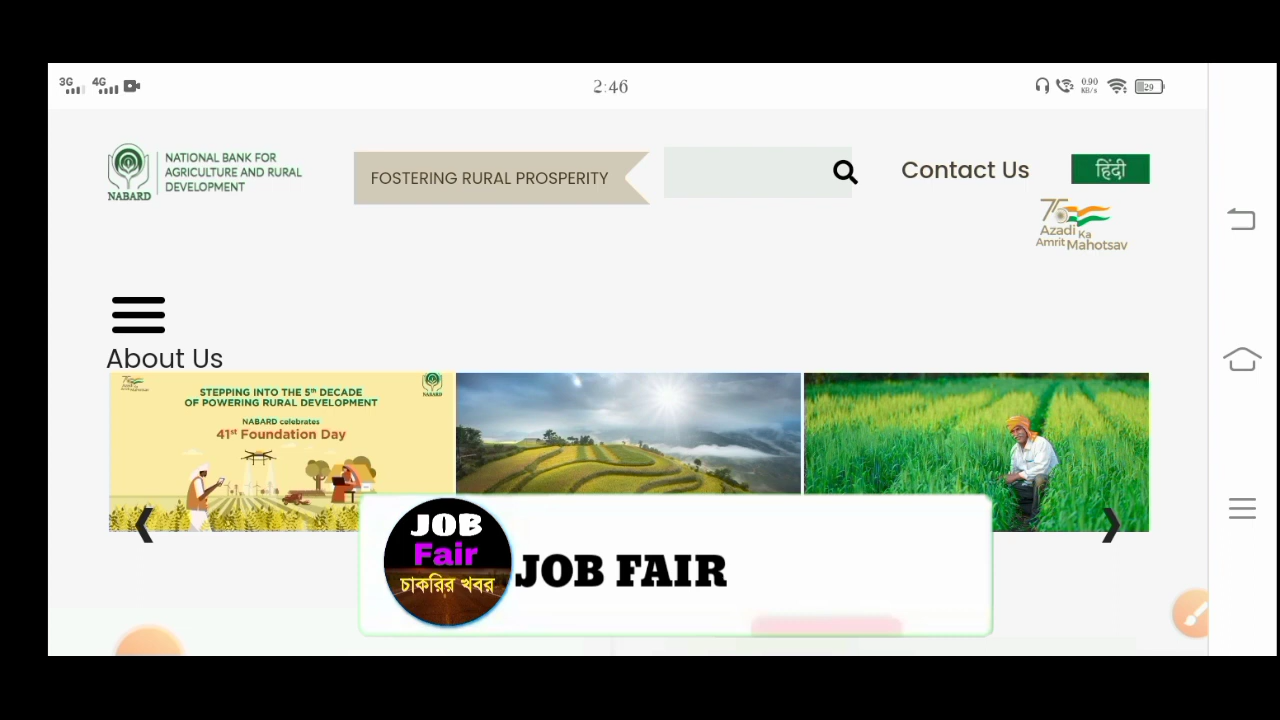 3G 4G 2:46 0.90 KB/s 29
NATIONAL BANK FOR
AGRICULTURE AND RURAL
DEVELOPMENT
NABARD
FOSTERING RURAL PROSPERITY
Contact Us
हिंदी
75
Azadi Ka
Amrit Mahotsav
About Us
STEPPING INTO THE 5th DECADE
OF POWERING RURAL DEVELOPMENT
NABARD
NABARD celebrates
41st Foundation Day
JOB
Fair
চাকরির খবর
JOB FAIR